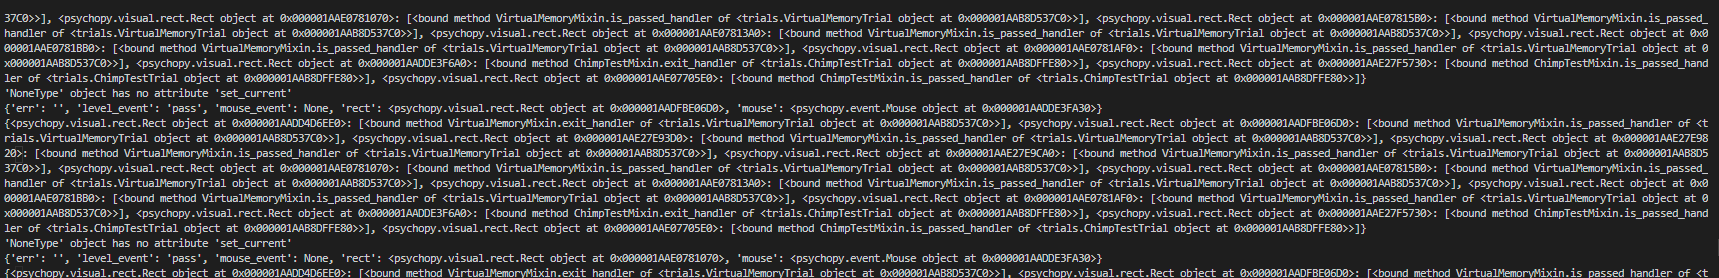 37C0>>], <psychopy.visual.rect.Rect object at 0x000001AAE0781070>: [<bound method VirtualMemoryMixin.is_passed_handler of <trials.VirtualMemoryTrial object at 0x000001AAB8D537C0>>], <psychopy.visual.rect.Rect object at 0x000001AAE07815B0>: [<bound method VirtualMemoryMixin.is_passed_
handler of <trials.VirtualMemoryTrial object at 0x000001AAB8D537C0>>], <psychopy.visual.rect.Rect object at 0x000001AAE07813A0>: [<bound method VirtualMemoryMixin.is_passed_handler of <trials.VirtualMemoryTrial object at 0x000001AAB8D537C0>>], <psychopy.visual.rect.Rect object at 0x0
00001AAE0781BB0>: [<bound method VirtualMemoryMixin.is_passed_handler of <trials.VirtualMemoryTrial object at 0x000001AAB8D537C0>>], <psychopy.visual.rect.Rect object at 0x000001AAE0781AF0>: [<bound method VirtualMemoryMixin.is_passed_handler of <trials.VirtualMemoryTrial object at 0
x000001AAB8D537C0>>], <psychopy.visual.rect.Rect object at 0x000001AADDE3F6A0>: [<bound method ChimpTestMixin.exit_handler of <trials.ChimpTestTrial object at 0x000001AAB8DFFE80>>], <psychopy.visual.rect.Rect object at 0x000001AAE27F5730>: [<bound method ChimpTestMixin.is_passed_hand
ler of <trials.ChimpTestTrial object at 0x000001AAB8DFFE80>>], <psychopy.visual.rect.Rect object at 0x000001AAE07705E0>: [<bound method ChimpTestMixin.is_passed_handler of <trials.ChimpTestTrial object at 0x000001AAB8DFFE80>>]}
'NoneType' object has no attribute 'set_current'
{'err': '', 'level_event': 'pass', 'mouse_event': None, 'rect': <psychopy.visual.rect.Rect object at 0x000001AADFBE06D0>, 'mouse': <psychopy.event.Mouse object at 0x000001AADDE3FA30>}
{<psychopy.visual.rect.Rect object at 0x000001AADD4D6EE0>: [<bound method VirtualMemoryMixin.exit_handler of <trials.VirtualMemoryTrial object at 0x000001AAB8D537C0>>], <psychopy.visual.rect.Rect object at 0x000001AADFBE06D0>: [<bound method VirtualMemoryMixin.is_passed_handler of <t
rials.VirtualMemoryTrial object at 0x000001AAB8D537C0>>], <psychopy.visual.rect.Rect object at 0x000001AAE27E93D0>: [<bound method VirtualMemoryMixin.is_passed_handler of <trials.VirtualMemoryTrial object at 0x000001AAB8D537C0>>], <psychopy.visual.rect.Rect object at 0x000001AAE27E98
20>: [<bound method VirtualMemoryMixin.is_passed_handler of <trials.VirtualMemoryTrial object at 0x000001AAB8D537C0>>], <psychopy.visual.rect.Rect object at 0x000001AAE27E9CA0>: [<bound method VirtualMemoryMixin.is_passed_handler of <trials.VirtualMemoryTrial object at 0x000001AAB8D5
37C0>>], <psychopy.visual.rect.Rect object at 0x000001AAE0781070>: [<bound method VirtualMemoryMixin.is_passed_handler of <trials.VirtualMemoryTrial object at 0x000001AAB8D537C0>>], <psychopy.visual.rect.Rect object at 0x000001AAE07815B0>: [<bound method VirtualMemoryMixin.is_passed_
handler of <trials.VirtualMemoryTrial object at 0x000001AAB8D537C0>>], <psychopy.visual.rect.Rect object at 0x000001AAE07813A0>: [<bound method VirtualMemoryMixin.is_passed_handler of <trials.VirtualMemoryTrial object at 0x000001AAB8D537C0>>], <psychopy.visual.rect.Rect object at 0x0
00001AAE0781BB0>: [<bound method VirtualMemoryMixin.is_passed_handler of <trials.VirtualMemoryTrial object at 0x000001AAB8D537C0>>], <psychopy.visual.rect.Rect object at 0x000001AAE0781AF0>: [<bound method VirtualMemoryMixin.is_passed_handler of <trials.VirtualMemoryTrial object at 0
x000001AAB8D537C0>>], <psychopy.visual.rect.Rect object at 0x000001AADDE3F6A0>: [<bound method ChimpTestMixin.exit_handler of <trials.ChimpTestTrial object at 0x000001AAB8DFFE80>>], <psychopy.visual.rect.Rect object at 0x000001AAE27F5730>: [<bound method ChimpTestMixin.is_passed_hand
ler of <trials.ChimpTestTrial object at 0x000001AAB8DFFE80>>], <psychopy.visual.rect.Rect object at 0x000001AAE07705E0>: [<bound method ChimpTestMixin.is_passed_handler of <trials.ChimpTestTrial object at 0x000001AAB8DFFE80>>]}
'NoneType' object has no attribute 'set_current'
{'err': '', 'level_event': 'pass', 'mouse_event': None, 'rect': <psychopy.visual.rect.Rect object at 0x000001AAE0781070>, 'mouse': <psychopy.event.Mouse object at 0x000001AADDE3FA30>}
{<psychopy.visual.rect.Rect object at 0x000001AADD4D6EE0>: [<bound method VirtualMemoryMixin.exit_handler of <trials.VirtualMemoryTrial object at 0x000001AAB8D537C0>>], <psychopy.visual.rect.Rect object at 0x000001AADFBE06D0>: [<bound method VirtualMemoryMixin.is_passed_handler of <t